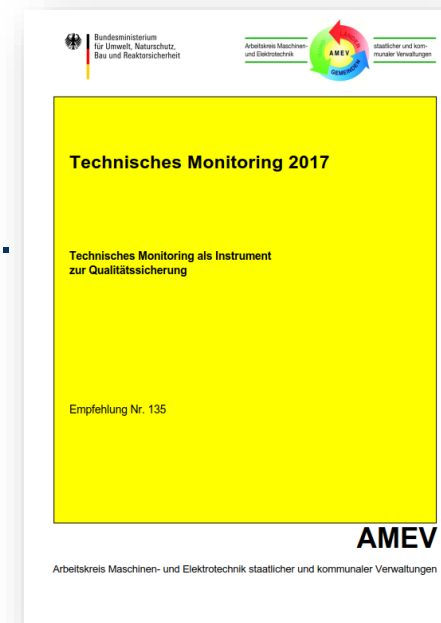 Bundesministerium
für Umwelt, Naturschutz,
Bau und Reaktorsicherheit
Arbeitskreis Maschinen-
und Elektrotechnik
LÄNDER
AMEV
GEMEINDEN
staatlicher und kom-
munaler Verwaltungen
Technisches Monitoring 2017
Technisches Monitoring als Instrument
zur Qualitätssicherung
Empfehlung Nr. 135
AMEV
Arbeitskreis Maschinen- und Elektrotechnik staatlicher und kommunaler Verwaltungen